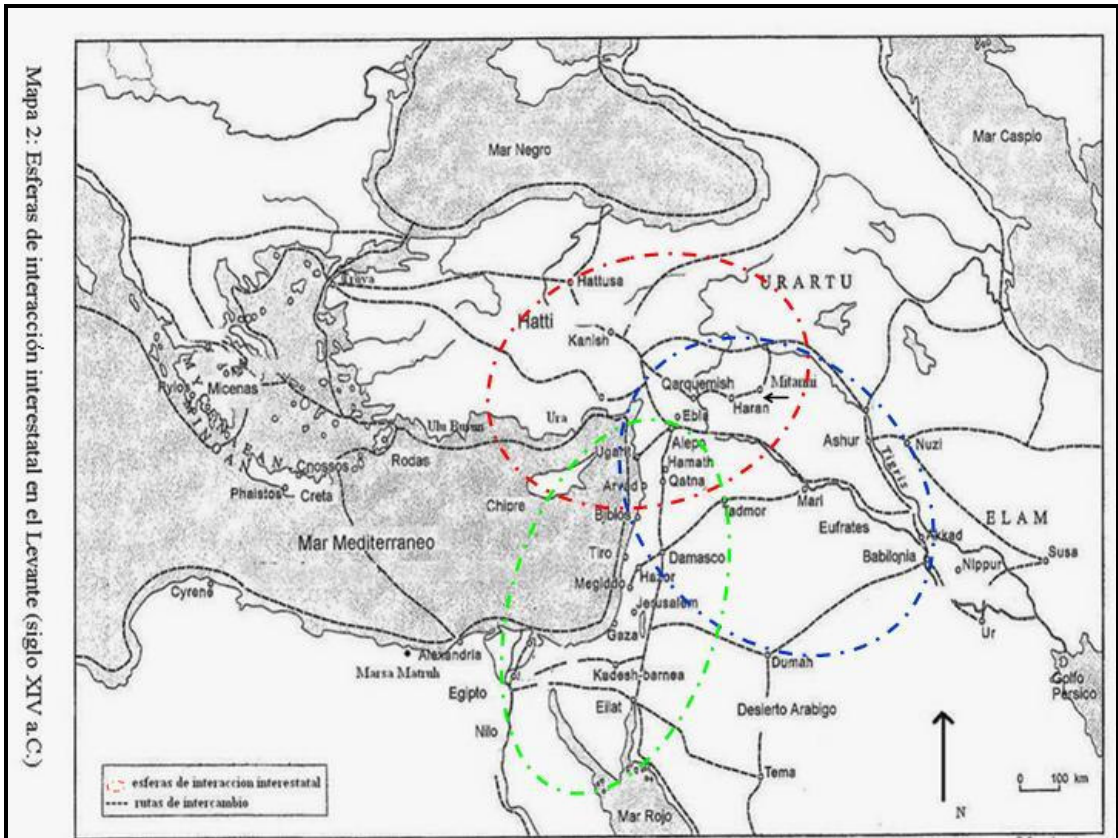 Mapa 2: Esferas de interacción interestatal en el Levante (siglo XIV a.C.)
Mar Negro
Mar Caspio
Troya
Hattusa
URARTU
Hatti
Kanish
Micenas
Pylos
MYCENEAN
MINOAN
Qarquemish
Mitanni
Haran
Ebla
Ulu Burun
Ura
Alepo
Ashur
Nuzi
Tigris
Cnossos
Rodas
Ugarit
Hamath
Phaistos
Creta
Chipre
Arvad
Qatna
Tadmor
Mari
Biblos
Eufrates
ELAM
Mar Mediterraneo
Akkad
Tiro
Damasco
Babilonia
Nippur
Susa
Megiddo
Hazor
Cyrene
Jerusalem
Ur
Gaza
Alexandria
Dumah
Marsa Matruh
Kadesh-barnea
Golfo
Persico
Egipto
Eilat
Desierto Arabigo
Nilo
Tema
esferas de interaccion interestatal
rutas de intercambio
0 100 km
N
Mar Rojo